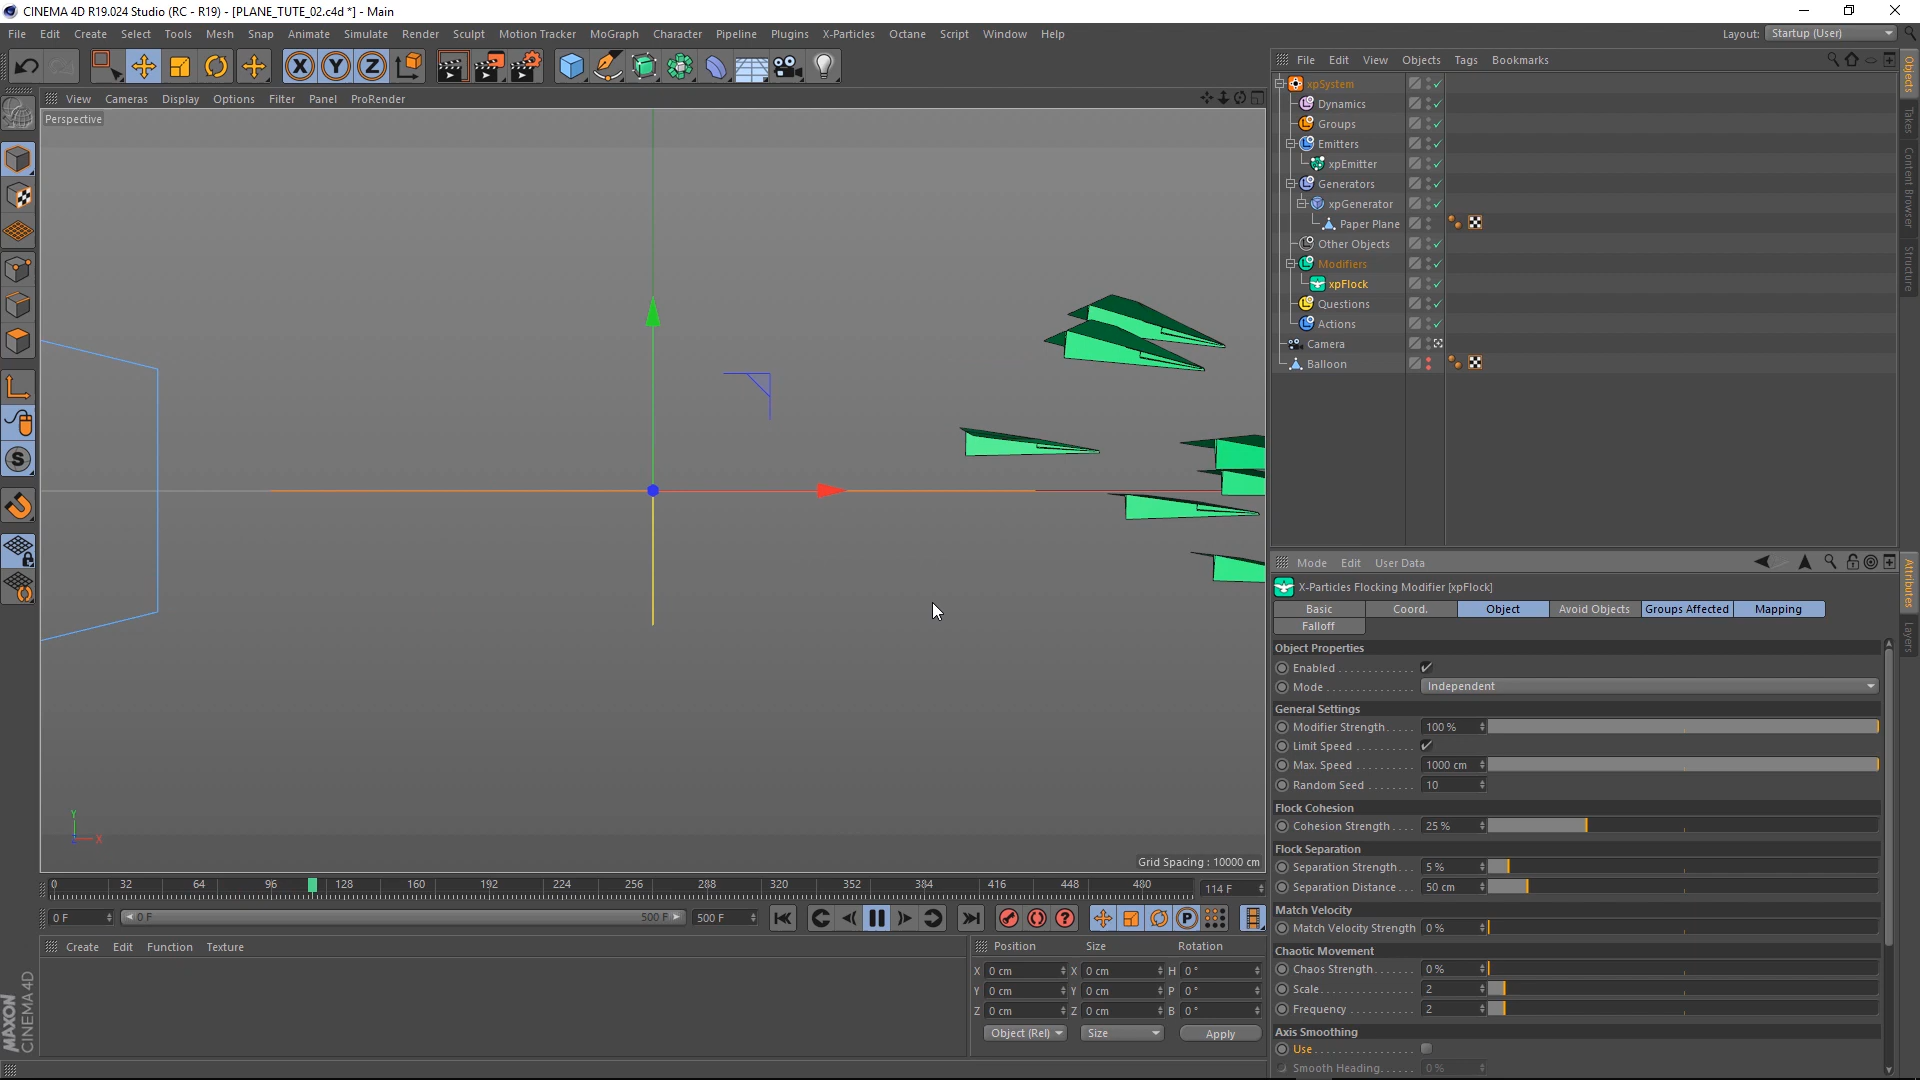 CINEMA 4D R19.024 Studio (RC - R19) - [PLANE_TUTE_02.c4d *] - Main
File Edit Create Select Tools Mesh Snap Animate Simulate Render Sculpt Motion Tracker MoGraph Character Pipeline Plugins X-Particles Octane Script Window Help Layout: Startup (User)
File Edit View Objects Tags Bookmarks
View Cameras Display Options Filter Panel ProRender
Perspective
xpSystem
Dynamics
Groups
Emitters
xpEmitter
Generators
xpGenerator
Paper Plane
Other Objects
Modifiers
xpFlock
Questions
Actions
Camera
Balloon
Objects
Takes
Content Browser
Structure
Mode Edit User Data
X-Particles Flocking Modifier [xpFlock]
Basic Coord. Object Avoid Objects Groups Affected Mapping
Falloff
Attributes
Layers
Object Properties
Enabled
Mode Independent
General Settings
Modifier Strength 100 %
Limit Speed
Max. Speed 1000 cm
Random Seed 10
Flock Cohesion
Cohesion Strength 25 %
Flock Separation
Separation Strength 5 %
Separation Distance 50 cm
Match Velocity
Match Velocity Strength 0 %
Chaotic Movement
Chaos Strength 0 %
Scale 2
Frequency 2
Axis Smoothing
Use
Smooth Heading 0 %
Y
X
Z
Grid Spacing : 10000 cm
0 32 64 96 128 160 192 224 256 288 320 352 384 416 448 480 114 F
0 F 0 F 500 F 500 F
Create Edit Function Texture
Position Size Rotation
X 0 cm X 0 cm H 0 °
Y 0 cm Y 0 cm P 0 °
Z 0 cm Z 0 cm B 0 °
Object (Rel) Size Apply
MAXON
CINEMA 4D